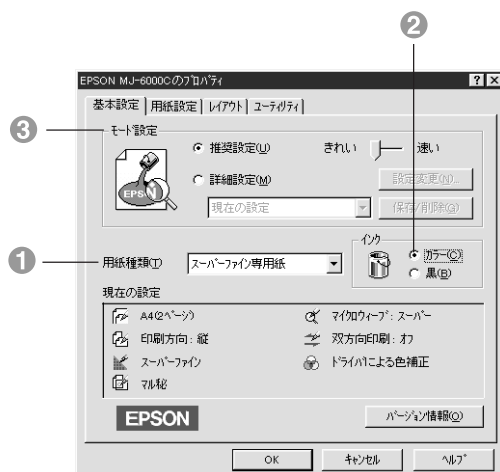 ❷
EPSON MJ-6000Cのﾌﾟﾛﾊﾟﾃｨ
基本設定 用紙設定 ﾚｲｱｳﾄ ﾕｰﾃｨﾘﾃｨ
❸
ﾓｰﾄﾞ設定
推奨設定(U) きれい 速い
EPSON
詳細設定(M) 設定変更(N)...
現在の設定 保存/削除(G)
ｲﾝｸ
❶
用紙種類(T) ｽｰﾊﾟｰﾌｧｲﾝ専用紙 ｶﾗｰ(C)
黒(B)
現在の設定
A4(2ﾍﾟｰｼﾞ) ﾏｲｸﾛｳｨｰﾌﾞ: ｽｰﾊﾟｰ
印刷方向: 縦 双方向印刷: ｵﾌ
ｽｰﾊﾟｰﾌｧｲﾝ ﾄﾞﾗｲﾊﾞによる色補正
ﾏﾙ秘
EPSON ﾊﾞｰｼﾞｮﾝ情報(O)
OK ｷｬﾝｾﾙ ﾍﾙﾌﾟ